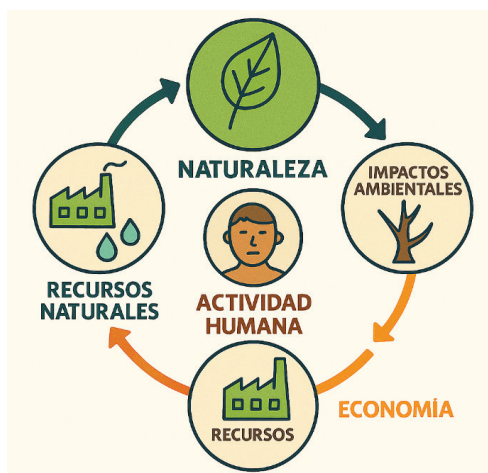 NATURALEZA
IMPACTOS
AMBIENTALES
RECURSOS
NATURALES
ACTIVIDAD
HUMANA
RECURSOS
ECONOMÍA